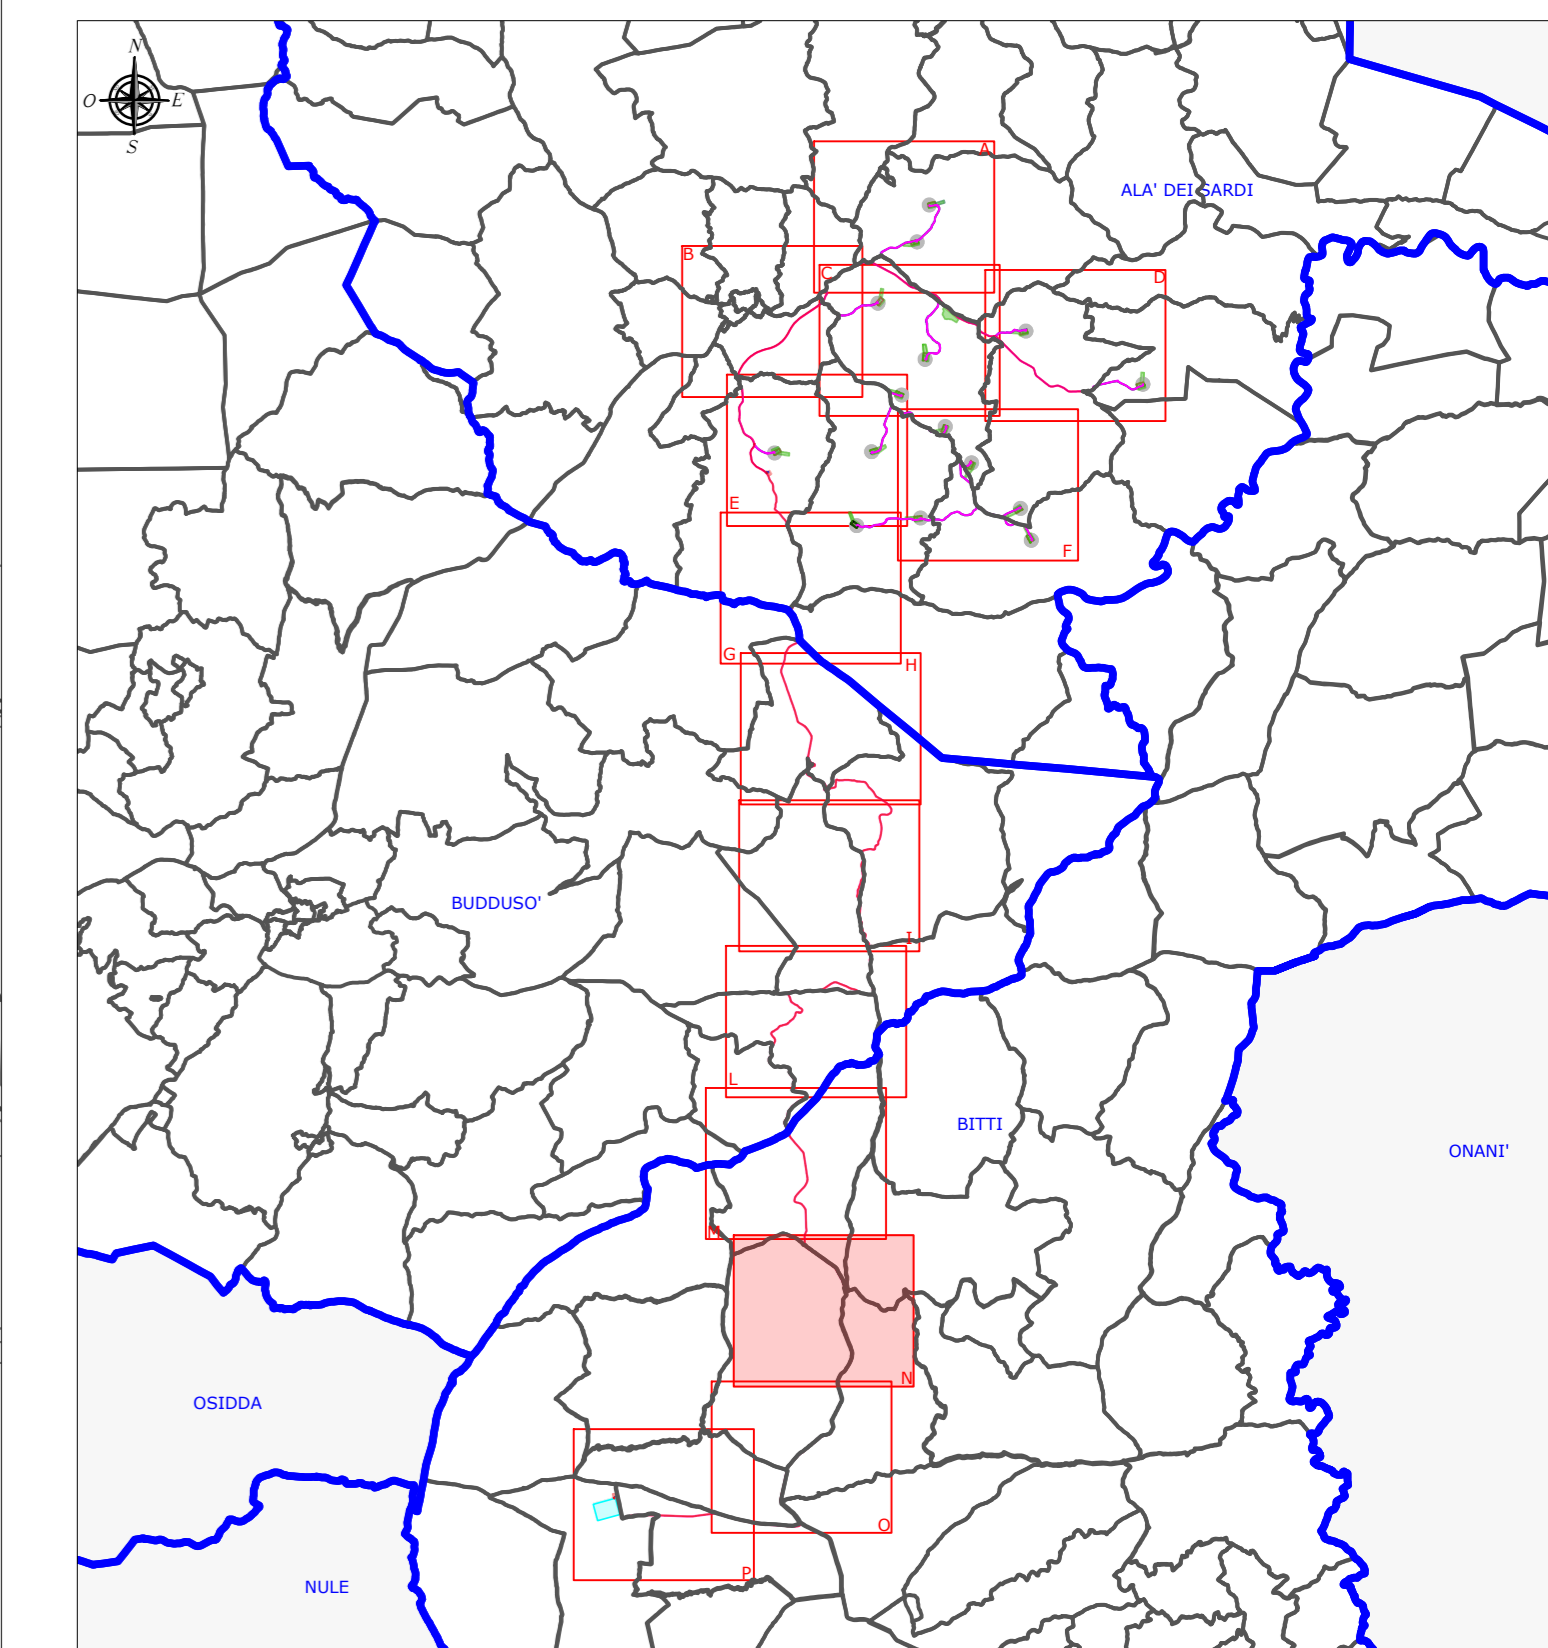 N
O E
S
A
ALA' DEI SARDI
B
C
D
E
F
G
H
BUDDUSO'
I
L
BITTI
ONANI'
M
N
OSIDDA
O
P
NULE